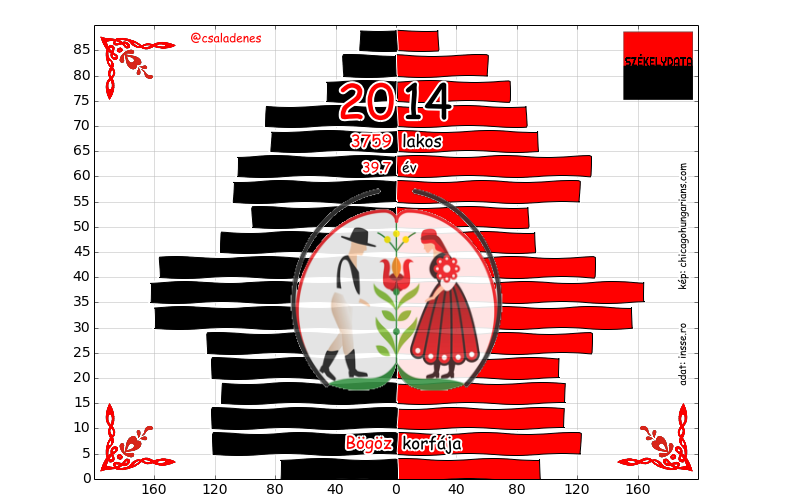 @csaladenes
SZÉKELYDATA
2014
3759 lakos
39.7 év
kép: chicagohungarians.com
adat: insse.ro
Bögöz korfája
85
80
75
70
65
60
55
50
45
40
35
30
25
20
15
10
5
0
160 120 80 40 0 40 80 120 160